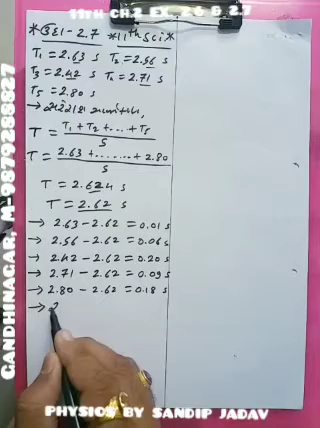 11TH CH.2 EX. 2.6 & 2.7
*દાખલો-2.7 *11th Sci*
T₁ = 2.63 s T₂ = 2.56 s
T₃ = 2.42 s T₄ = 2.71 s
T₅ = 2.80 s
→ સરેરાશ આવર્તકાળ,
T = (T₁ + T₂ + ... + T₅) / 5
T = (2.63 + ........ + 2.80) / 5
T = 2.624 s
T = 2.62 s
→ 2.63 - 2.62 = 0.01 s
→ 2.56 - 2.62 = 0.06 s
→ 2.42 - 2.62 = 0.20 s
→ 2.71 - 2.62 = 0.09 s
→ 2.80 - 2.62 = 0.18 s
→
GANDHINAGAR, M-9879288827
PHYSICS BY SANDIP JADAV